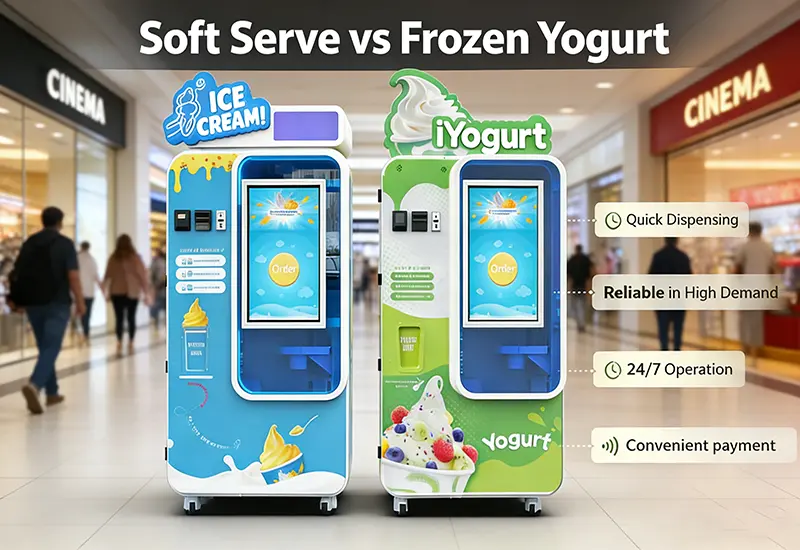 Soft Serve vs Frozen Yogurt
CINEMA
ICE
CREAM!
iYogurt
CINEMA
Order
Order
Quick Dispensing
Reliable in High Demand
24/7 Operation
Yogurt
Convenient payment